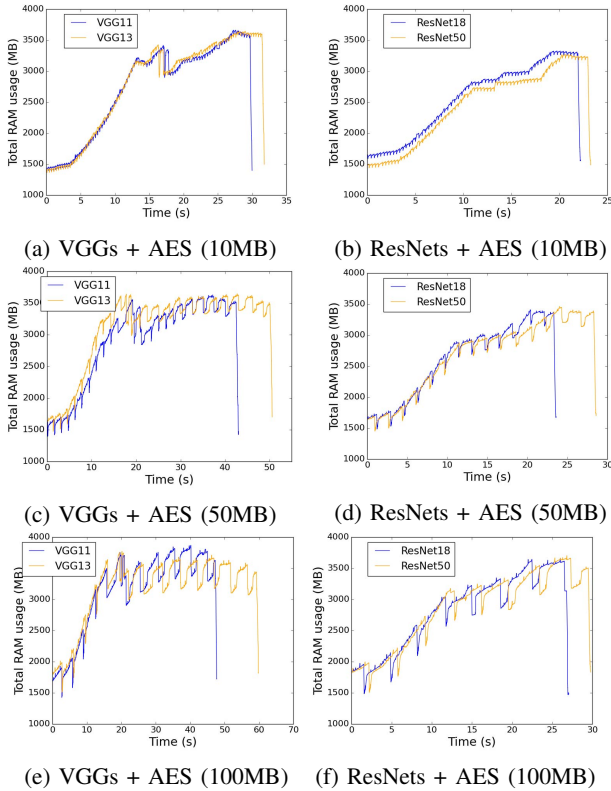 VGG11
VGG13
Total RAM usage (MB)
4000
3500
3000
2500
2000
1500
1000
0 5 10 15 20 25 30 35
Time (s)
(a) VGGs + AES (10MB)
ResNet18
ResNet50
Total RAM usage (MB)
4000
3500
3000
2500
2000
1500
1000
0 5 10 15 20 25
Time (s)
(b) ResNets + AES (10MB)
VGG11
VGG13
Total RAM usage (MB)
4000
3500
3000
2500
2000
1500
1000
0 10 20 30 40 50
Time (s)
(c) VGGs + AES (50MB)
ResNet18
ResNet50
Total RAM usage (MB)
4000
3500
3000
2500
2000
1500
1000
0 5 10 15 20 25 30
Time (s)
(d) ResNets + AES (50MB)
VGG11
VGG13
Total RAM usage (MB)
4000
3500
3000
2500
2000
1500
1000
0 10 20 30 40 50 60 70
Time (s)
(e) VGGs + AES (100MB)
ResNet18
ResNet50
Total RAM usage (MB)
4000
3500
3000
2500
2000
1500
1000
0 5 10 15 20 25 30
Time (s)
(f) ResNets + AES (100MB)